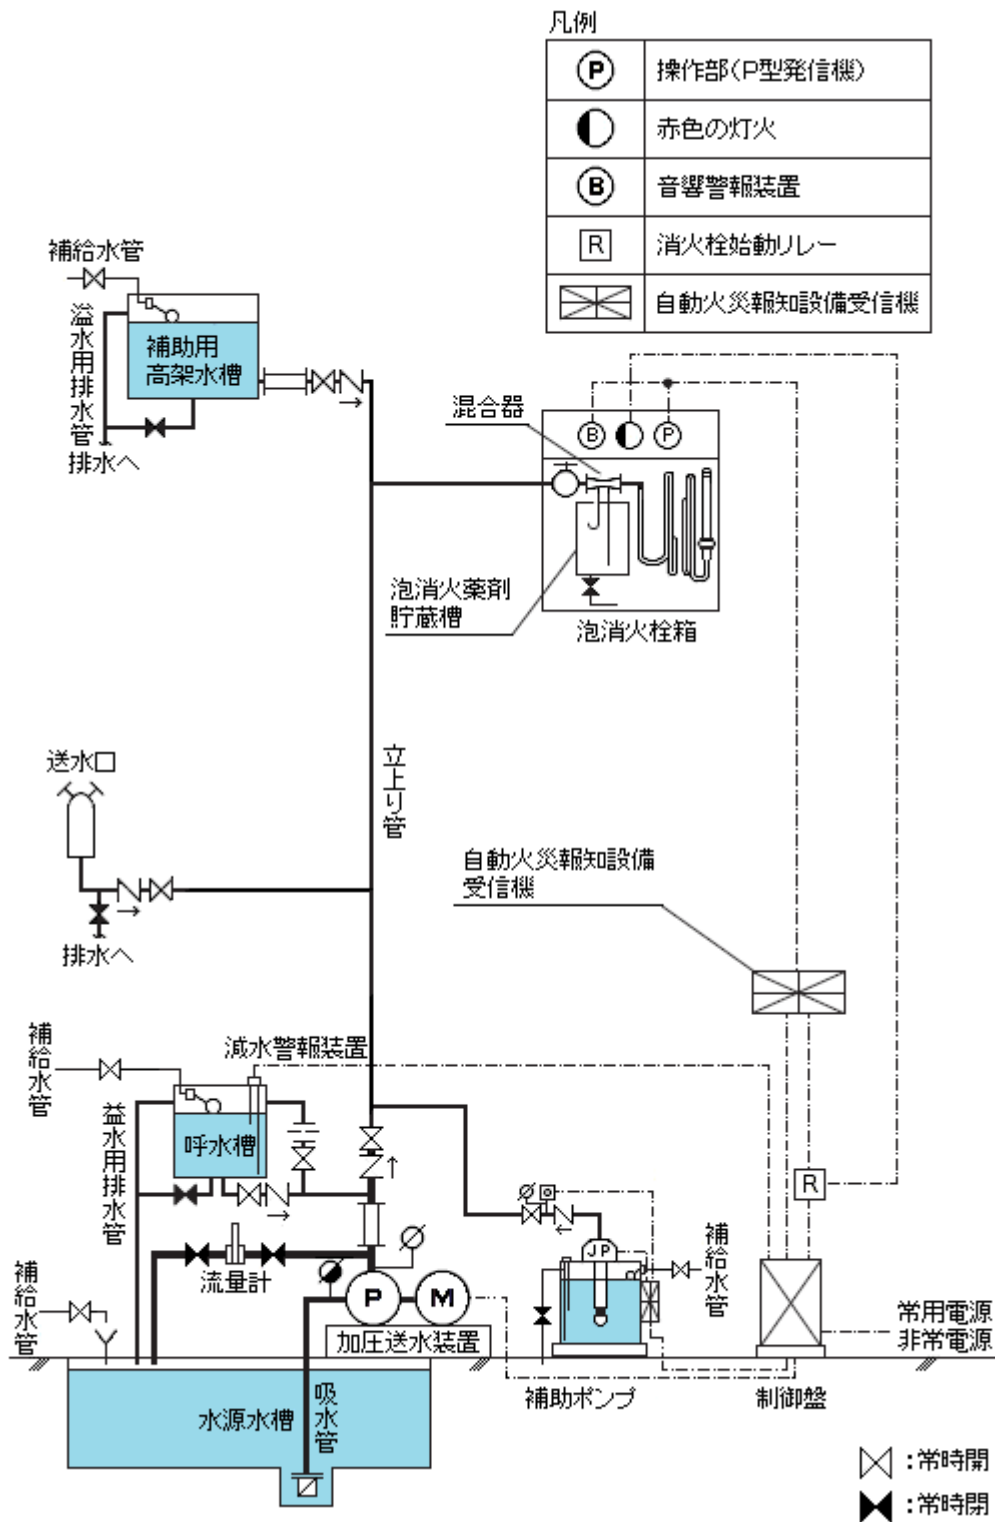 凡例
P 操作部(P型発信機)
赤色の灯火
B 音響警報装置
R 消火栓始動リレー
自動火災報知設備受信機
補給水管
溢水用排水管
補助用
高架水槽
排水へ
混合器
B P
泡消火薬剤
貯蔵槽
泡消火栓箱
送水口
立上り管
排水へ
自動火災報知設備
受信機
補給水管
減水警報装置
益水用排水管
呼水槽
R
流量計
JP
補給水管
補給水管
P M
加圧送水装置
常用電源
非常電源
補助ポンプ
制御盤
水源水槽
吸水管
:常時開
:常時閉